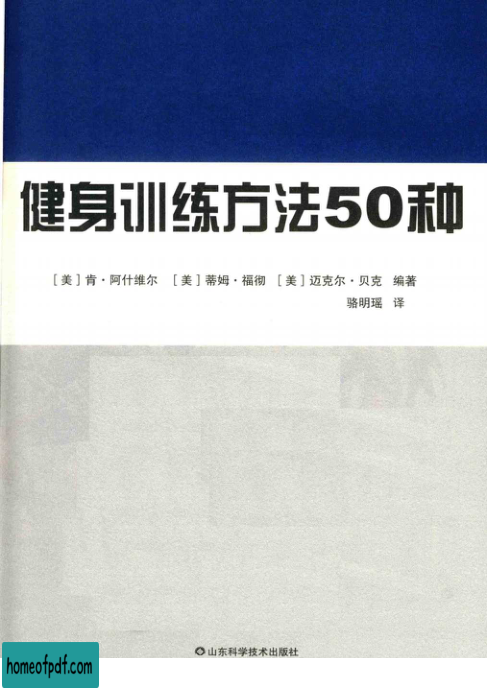 健身训练方法50种
［美］肯·阿什维尔 ［美］蒂姆·福彻 ［美］迈克尔·贝克 编著
骆明瑶 译
山东科学技术出版社
homeofpdf.com